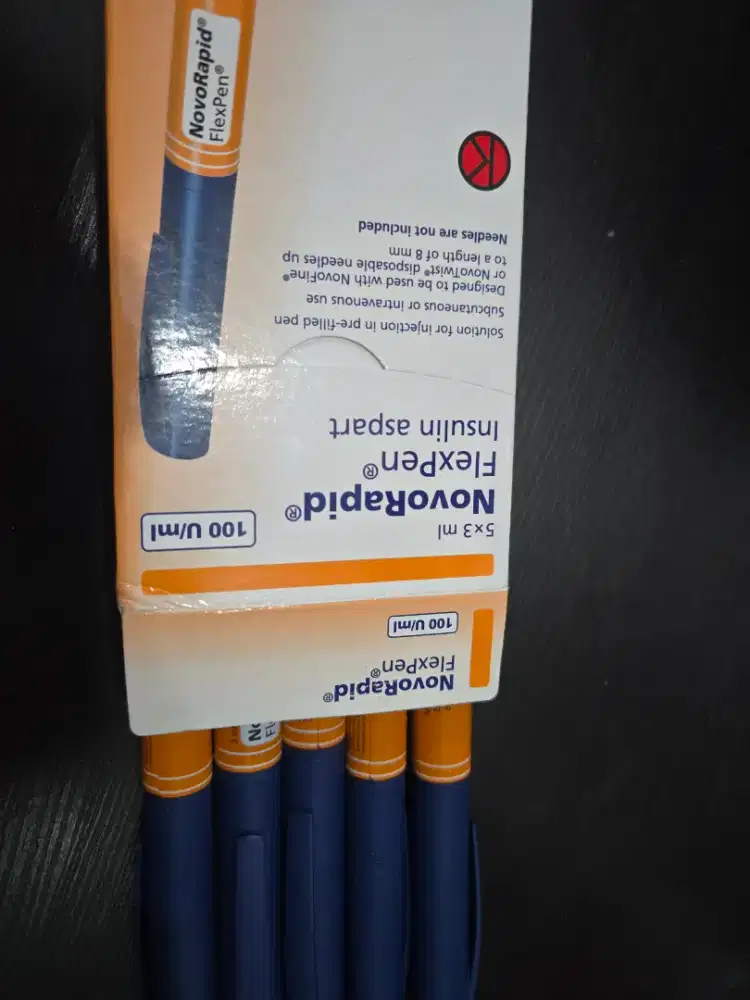 NovoRapid®
FlexPen®
100 U/ml
5x3 ml
NovoRapid®
FlexPen®
Insulin aspart
100 U/ml
Solution for injection in pre-filled pen
Subcutaneous or intravenous use
Designed to be used with NovoFine®
or NovoTwist® disposable needles up
to a length of 8 mm
Needles are not included
K
NovoRapid®
FlexPen®